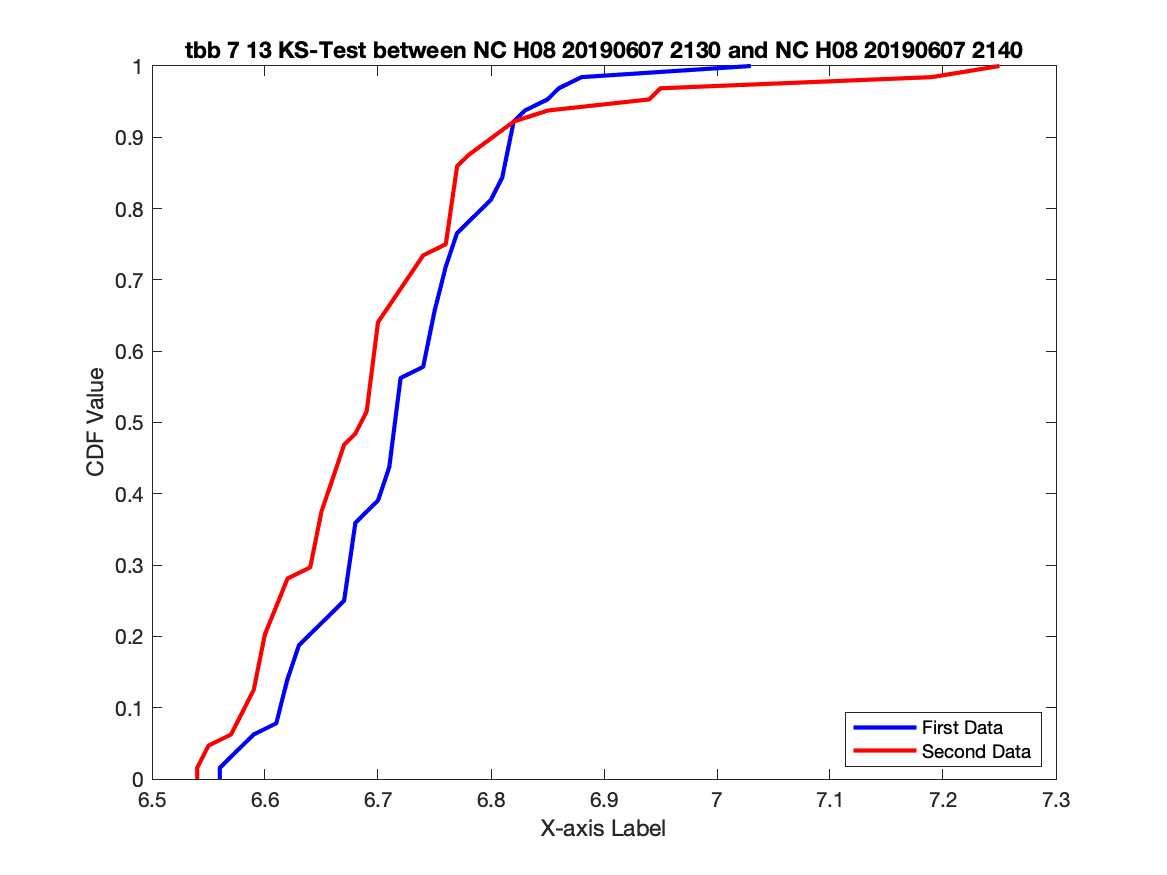 tbb 7 13 KS-Test between NC H08 20190607 2130 and NC H08 20190607 2140
1
0.9
0.8
0.7
0.6
0.5
0.4
0.3
0.2
0.1
0
CDF Value
First Data
Second Data
6.5 6.6 6.7 6.8 6.9 7 7.1 7.2 7.3
X-axis Label